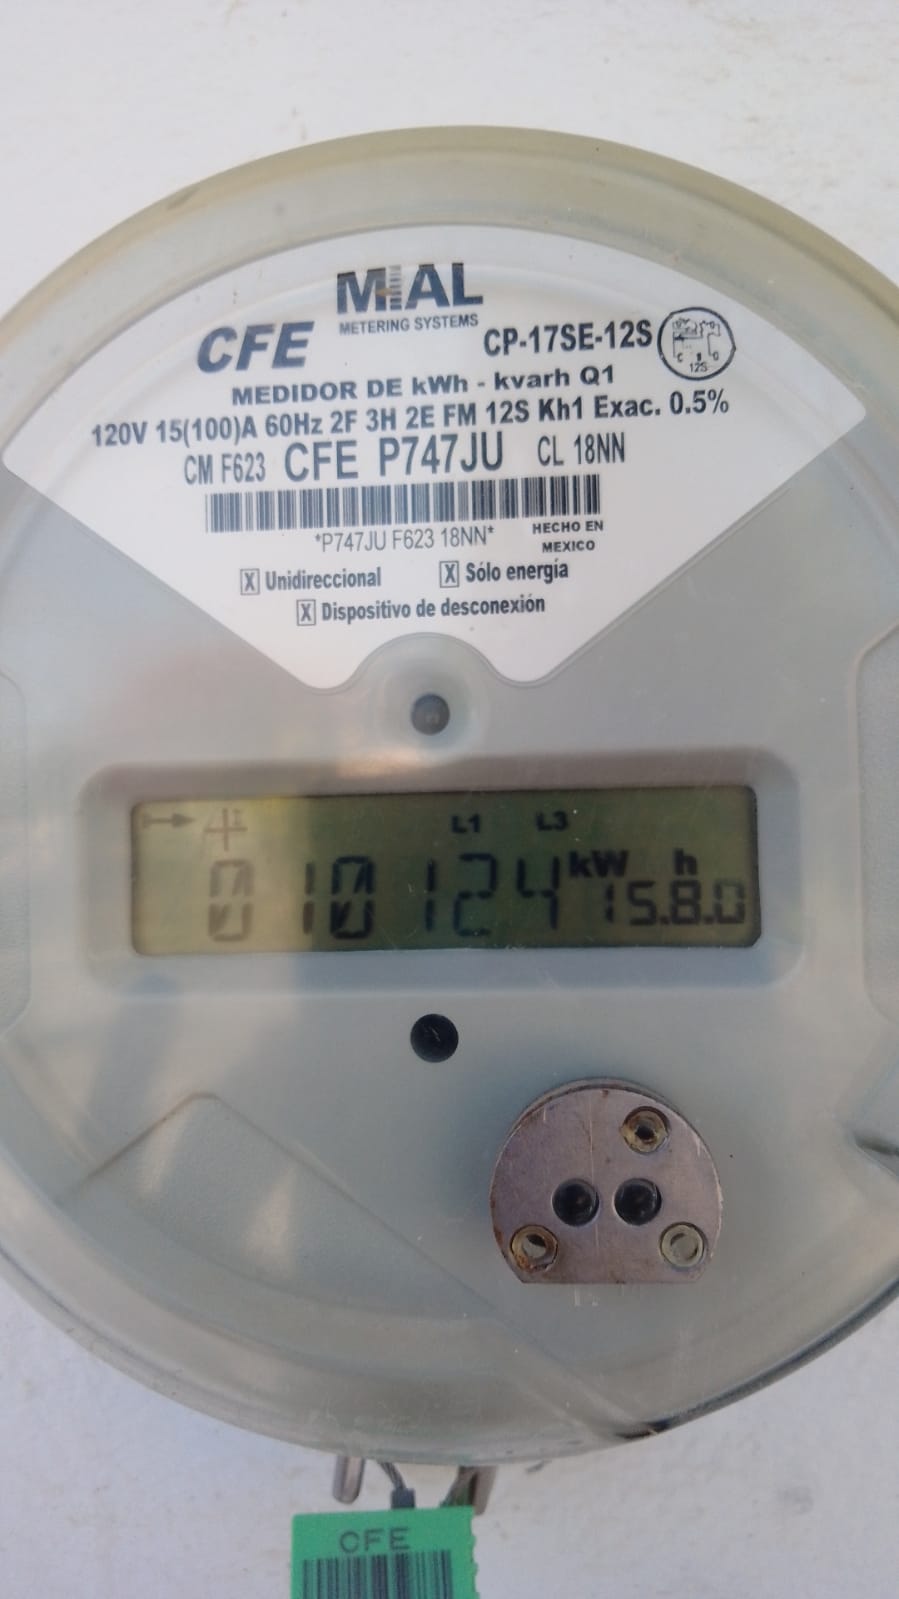 MIAL
METERING SYSTEMS
CFE
CP-17SE-12S
12S
MEDIDOR DE kWh - kvarh Q1
120V 15(100)A 60Hz 2F 3H 2E FM 12S Kh1 Exac. 0.5%
CM F623 CFE P747JU CL 18NN
*P747JU F623 18NN*
HECHO EN
MEXICO
X Unidireccional X Sólo energía
X Dispositivo de desconexión
L1 L3
010124 kW h 15.8.0
CFE